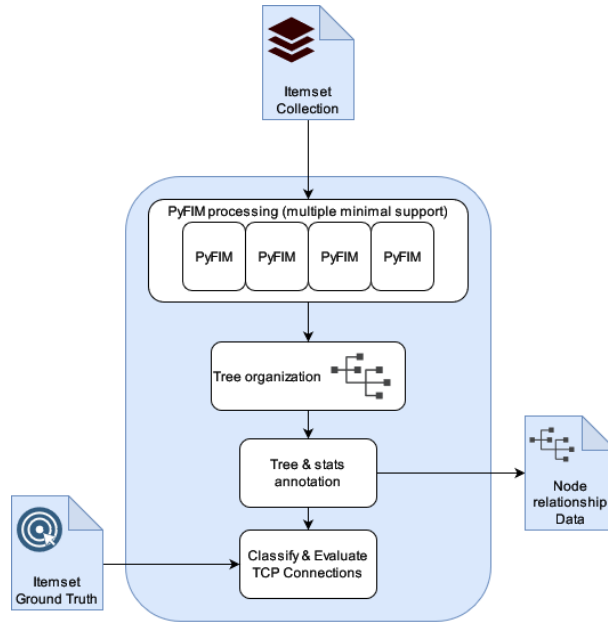 Itemset
Collection
PyFIM processing (multiple minimal support)
PyFIM PyFIM PyFIM PyFIM
Tree organization
Tree & stats
annotation
Node
relationship
Data
Classify & Evaluate
TCP Connections
Itemset
Ground Truth